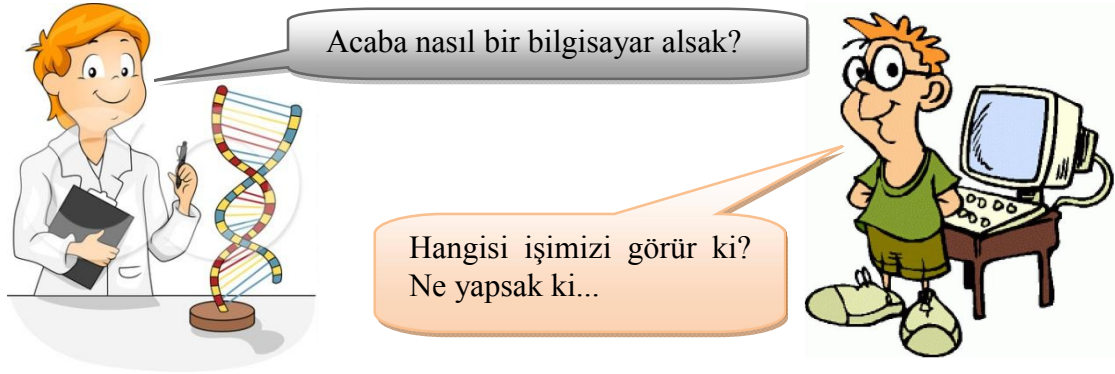 Acaba nasıl bir bilgisayar alsak?
Hangisi işimizi görür ki?
Ne yapsak ki...